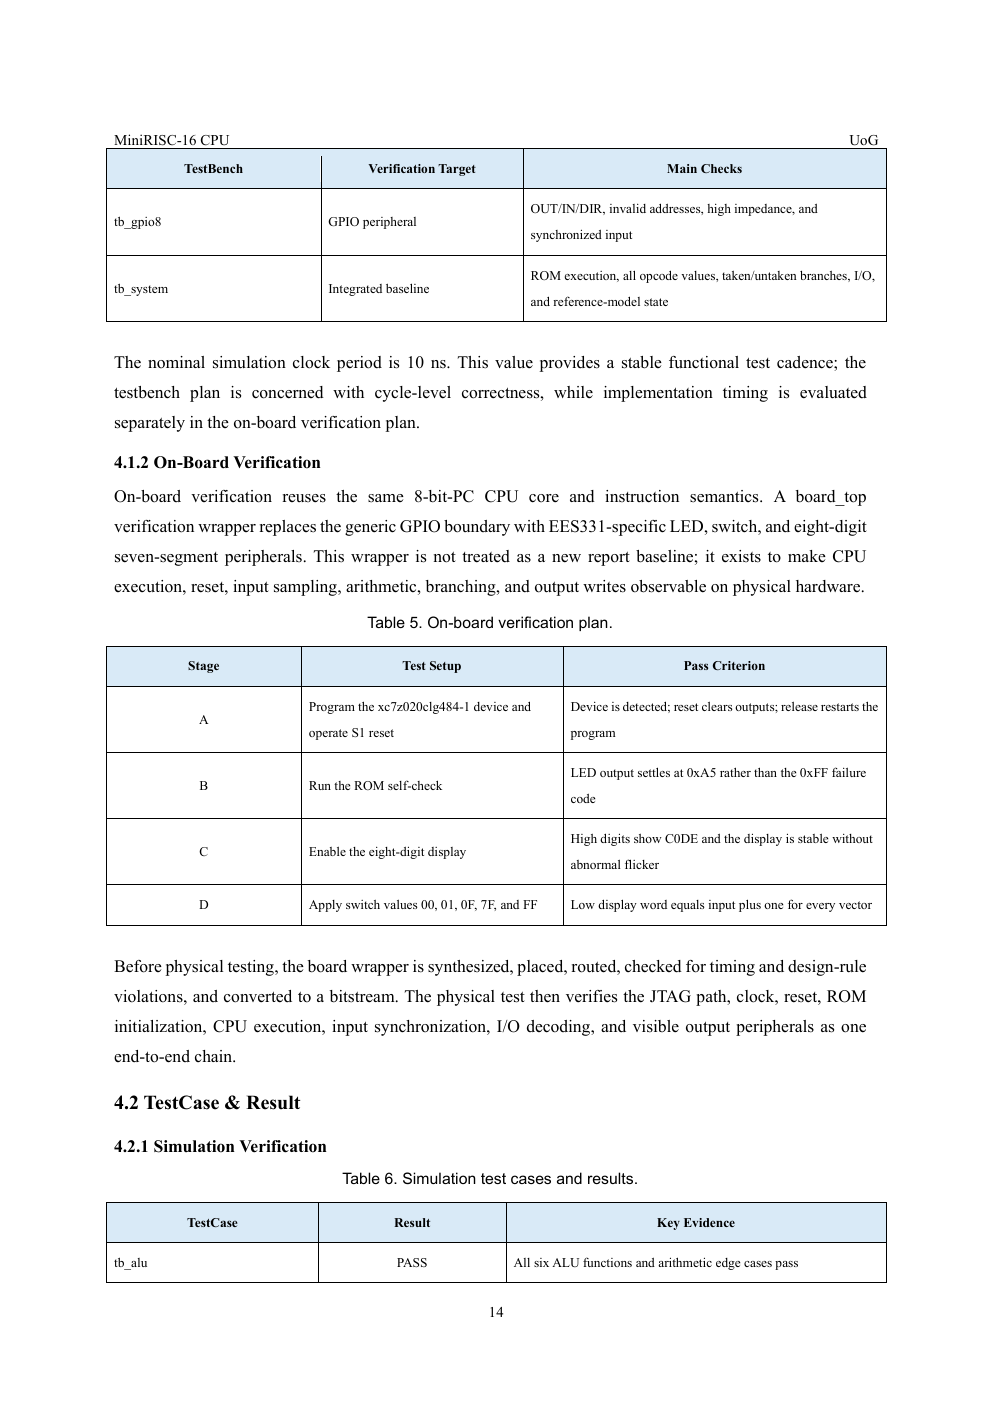 MiniRISC-16 CPU UoG
TestBench Verification Target Main Checks
tb_gpio8 GPIO peripheral OUT/IN/DIR, invalid addresses, high impedance, and
synchronized input
tb_system Integrated baseline ROM execution, all opcode values, taken/untaken branches, I/O,
and reference-model state
The nominal simulation clock period is 10 ns. This value provides a stable functional test cadence; the
testbench plan is concerned with cycle-level correctness, while implementation timing is evaluated
separately in the on-board verification plan.
4.1.2 On-Board Verification
On-board verification reuses the same 8-bit-PC CPU core and instruction semantics. A board_top
verification wrapper replaces the generic GPIO boundary with EES331-specific LED, switch, and eight-digit
seven-segment peripherals. This wrapper is not treated as a new report baseline; it exists to make CPU
execution, reset, input sampling, arithmetic, branching, and output writes observable on physical hardware.
Table 5. On-board verification plan.
Stage Test Setup Pass Criterion
A Program the xc7z020clg484-1 device and
operate S1 reset Device is detected; reset clears outputs; release restarts the
program
B Run the ROM self-check LED output settles at 0xA5 rather than the 0xFF failure
code
C Enable the eight-digit display High digits show C0DE and the display is stable without
abnormal flicker
D Apply switch values 00, 01, 0F, 7F, and FF Low display word equals input plus one for every vector
Before physical testing, the board wrapper is synthesized, placed, routed, checked for timing and design-rule
violations, and converted to a bitstream. The physical test then verifies the JTAG path, clock, reset, ROM
initialization, CPU execution, input synchronization, I/O decoding, and visible output peripherals as one
end-to-end chain.
4.2 TestCase & Result
4.2.1 Simulation Verification
Table 6. Simulation test cases and results.
TestCase Result Key Evidence
tb_alu PASS All six ALU functions and arithmetic edge cases pass
14